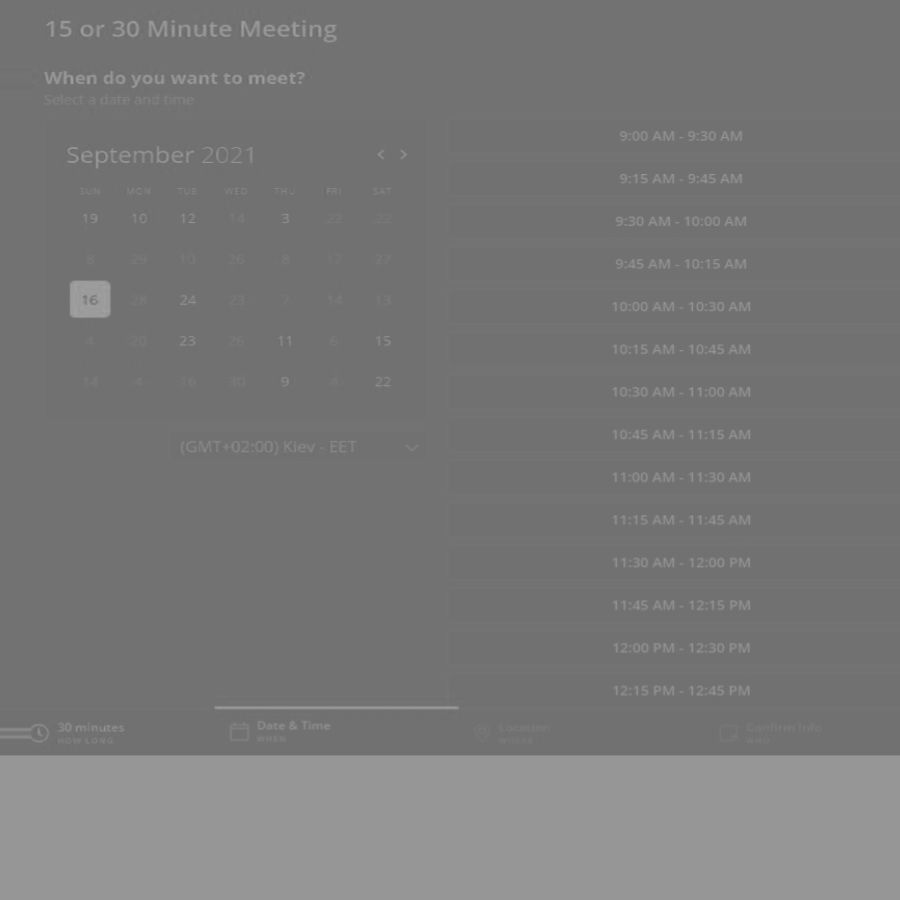 15 or 30 Minute Meeting
When do you want to meet?
Select a date and time
September 2021
SUN MON TUE WED THU FRI SAT
19 10 12 14 3 22 22
8 29 10 26 8 17 27
16 28 24 23 14 13
4 20 23 26 11 6 15
14 4 16 30 9 4 22
(GMT+02:00) Kiev - EET
9:00 AM - 9:30 AM
9:15 AM - 9:45 AM
9:30 AM - 10:00 AM
9:45 AM - 10:15 AM
10:00 AM - 10:30 AM
10:15 AM - 10:45 AM
10:30 AM - 11:00 AM
10:45 AM - 11:15 AM
11:00 AM - 11:30 AM
11:15 AM - 11:45 AM
11:30 AM - 12:00 PM
11:45 AM - 12:15 PM
12:00 PM - 12:30 PM
12:15 PM - 12:45 PM
30 minutes
HOW LONG
Date & Time
WHEN
Location
WHERE
Confirm Info
WHO